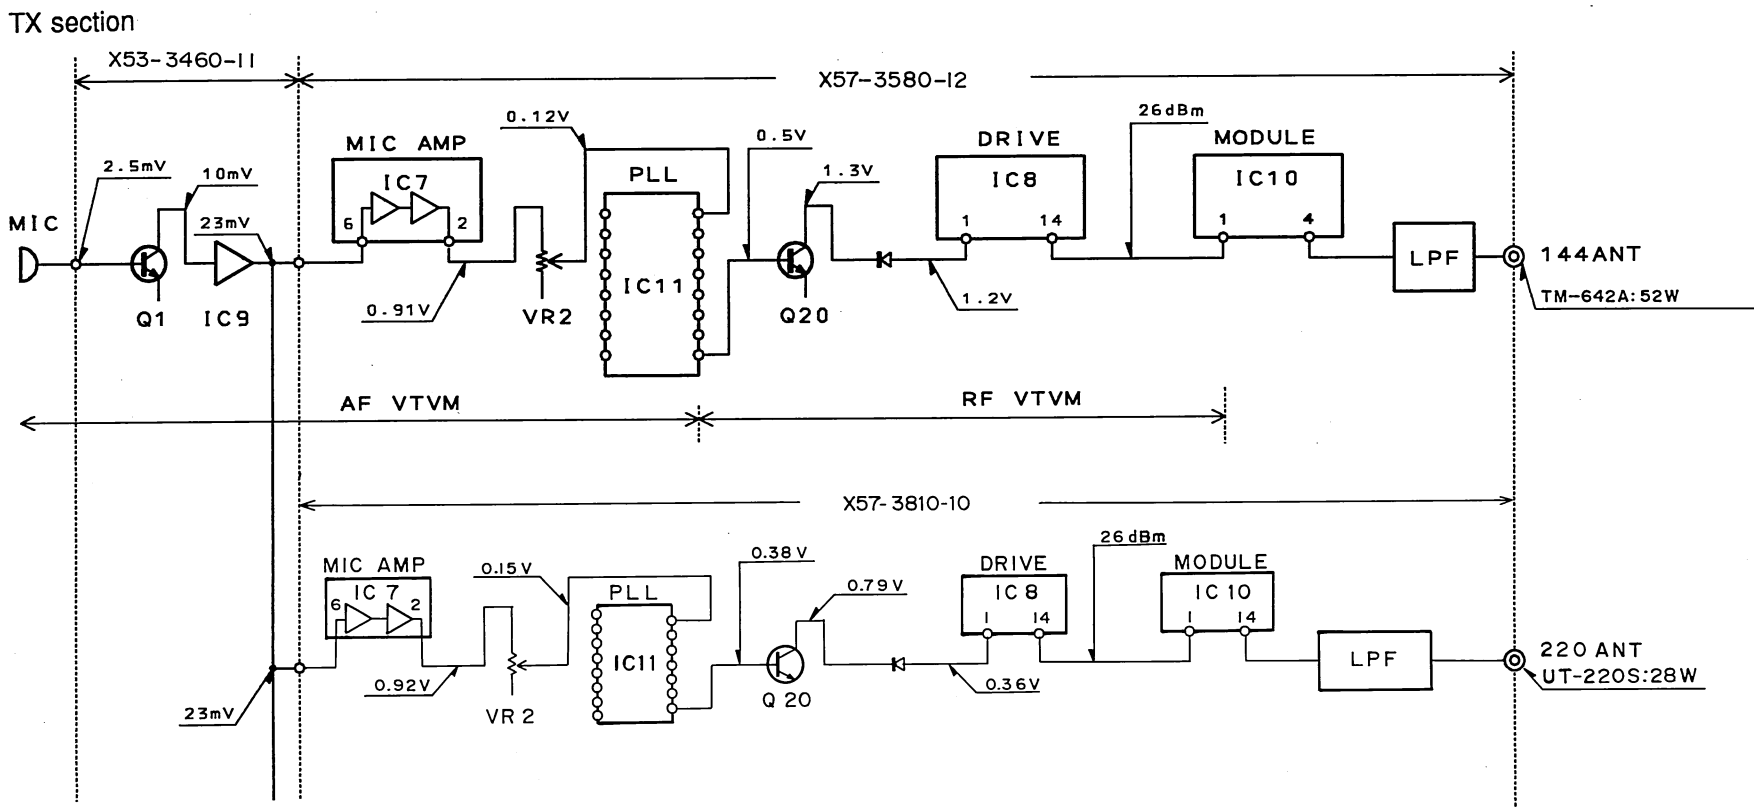 TX section
X53-3460-11
X57-3580-12
2.5mV
10mV
23mV
MIC
Q1
IC9
MIC AMP
IC7
6
2
0.91V
0.12V
VR2
PLL
IC11
0.5V
1.3V
Q20
1.2V
DRIVE
IC8
1
14
26dBm
MODULE
IC10
1
4
LPF
144ANT
TM-642A:52W
AF VTVM
RF VTVM
X57-3810-10
MIC AMP
IC 7
6
2
23mV
0.92V
0.15V
VR 2
PLL
IC11
0.38V
0.79V
Q 20
0.36V
DRIVE
IC 8
1
14
26dBm
MODULE
IC 10
1
14
LPF
220 ANT
UT-220S:28W